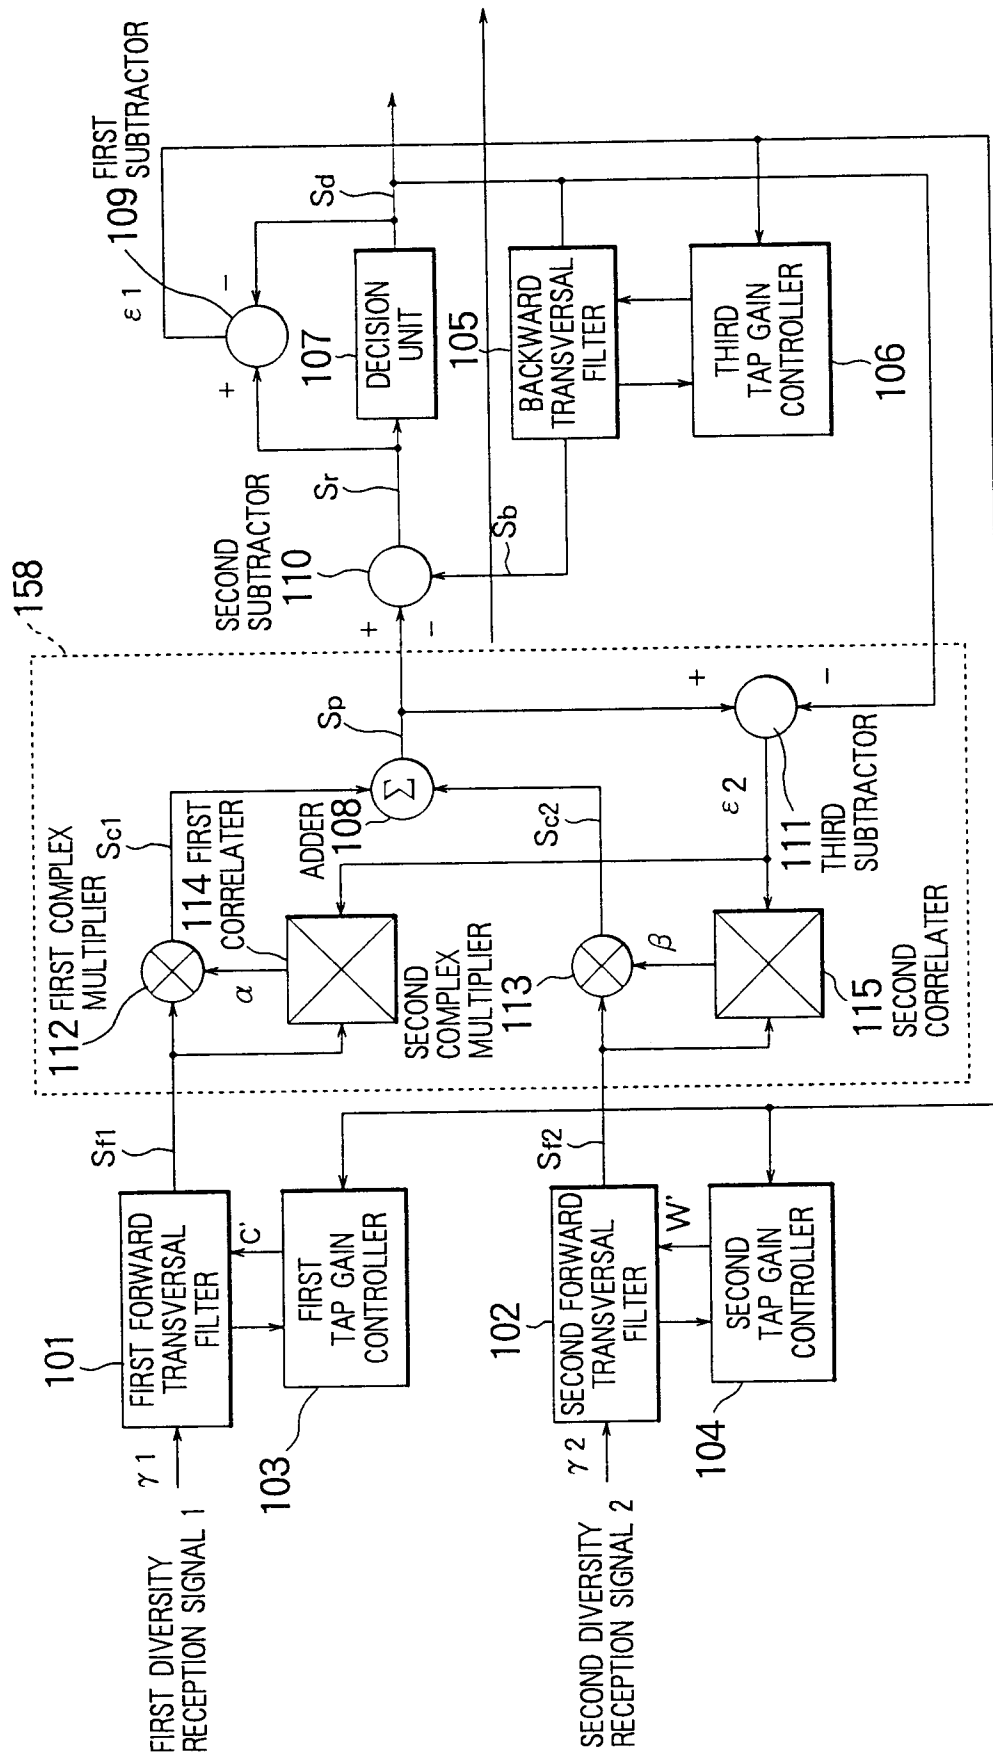 158
112 FIRST COMPLEX
MULTIPLIER
Sc1
114 FIRST
CORRELATER
α
ADDER
108
Σ
Sp
SECOND
SUBTRACTOR
110
+
−
Sr
Sb
ε1
109 FIRST
SUBTRACTOR
+
−
Sd
107
DECISION
UNIT
105
BACKWARD
TRANSVERSAL
FILTER
THIRD
TAP GAIN
CONTROLLER
106
FIRST DIVERSITY
RECEPTION SIGNAL 1
γ1
101
FIRST FORWARD
TRANSVERSAL
FILTER
Sf1
C'
FIRST
TAP GAIN
CONTROLLER
103
SECOND
COMPLEX
MULTIPLIER
113
Sc2
β
115
SECOND
CORRELATER
ε2
+
−
111
THIRD
SUBTRACTOR
SECOND DIVERSITY
RECEPTION SIGNAL 2
γ2
102
SECOND FORWARD
TRANSVERSAL
FILTER
Sf2
W'
SECOND
TAP GAIN
CONTROLLER
104